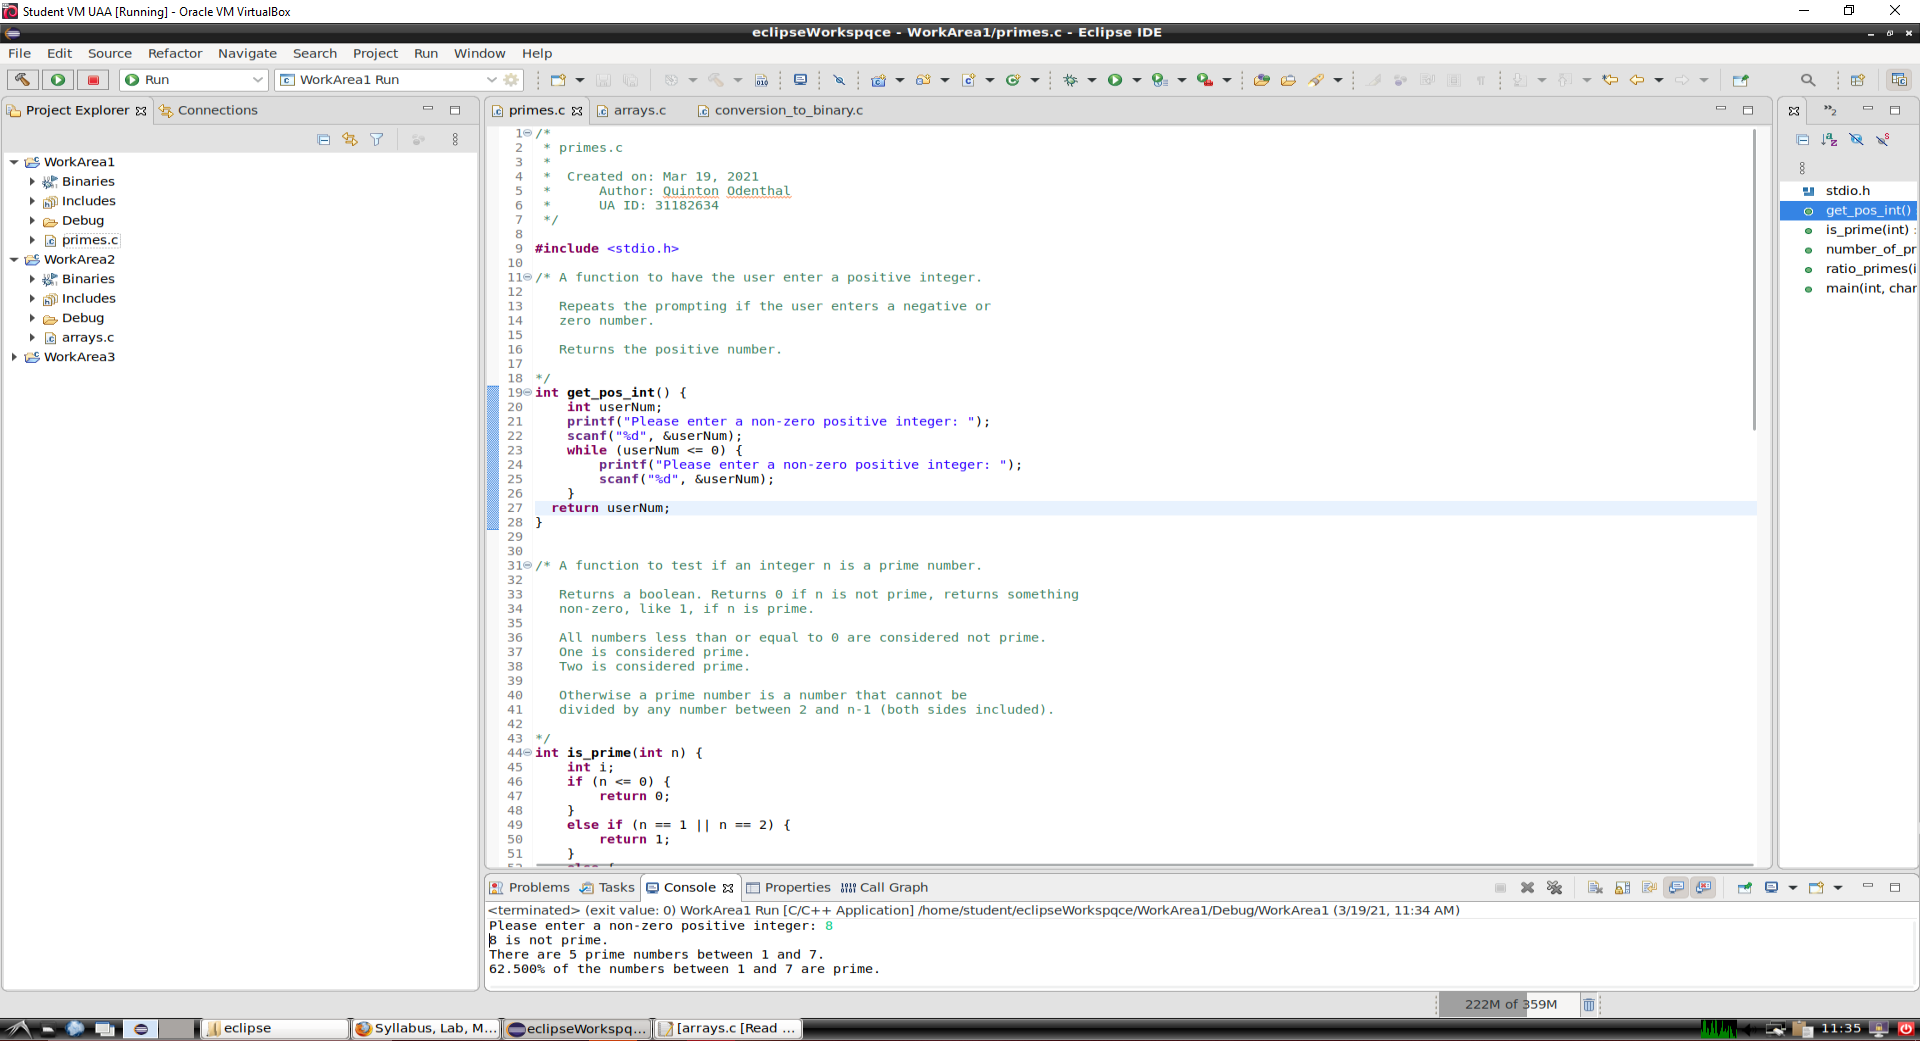 Student VM UAA [Running] - Oracle VM VirtualBox
eclipseWorkspqce - WorkArea1/primes.c - Eclipse IDE
File Edit Source Refactor Navigate Search Project Run Window Help
Run WorkArea1 Run
Project Explorer Connections
WorkArea1
Binaries
Includes
Debug
primes.c
WorkArea2
Binaries
Includes
Debug
arrays.c
WorkArea3
primes.c arrays.c conversion_to_binary.c
1 /*
2 * primes.c
3 *
4 * Created on: Mar 19, 2021
5 * Author: Quinton Odenthal
6 * UA ID: 31182634
7 */
8
9 #include <stdio.h>
10
11 /* A function to have the user enter a positive integer.
12
13 Repeats the prompting if the user enters a negative or
14 zero number.
15
16 Returns the positive number.
17
18 */
19 int get_pos_int() {
20 int userNum;
21 printf("Please enter a non-zero positive integer: ");
22 scanf("%d", &userNum);
23 while (userNum <= 0) {
24 printf("Please enter a non-zero positive integer: ");
25 scanf("%d", &userNum);
26 }
27 return userNum;
28 }
29
30
31 /* A function to test if an integer n is a prime number.
32
33 Returns a boolean. Returns 0 if n is not prime, returns something
34 non-zero, like 1, if n is prime.
35
36 All numbers less than or equal to 0 are considered not prime.
37 One is considered prime.
38 Two is considered prime.
39
40 Otherwise a prime number is a number that cannot be
41 divided by any number between 2 and n-1 (both sides included).
42
43 */
44 int is_prime(int n) {
45 int i;
46 if (n <= 0) {
47 return 0;
48 }
49 else if (n == 1 || n == 2) {
50 return 1;
51 }
stdio.h
get_pos_int()
is_prime(int) :
number_of_pr
ratio_primes(i
main(int, char
Problems Tasks Console Properties Call Graph
<terminated> (exit value: 0) WorkArea1 Run [C/C++ Application] /home/student/eclipseWorkspqce/WorkArea1/Debug/WorkArea1 (3/19/21, 11:34 AM)
Please enter a non-zero positive integer: 8
8 is not prime.
There are 5 prime numbers between 1 and 7.
62.500% of the numbers between 1 and 7 are prime.
222M of 359M
eclipse
Syllabus, Lab, M...
eclipseWorkspq...
[arrays.c [Read ...
11:35